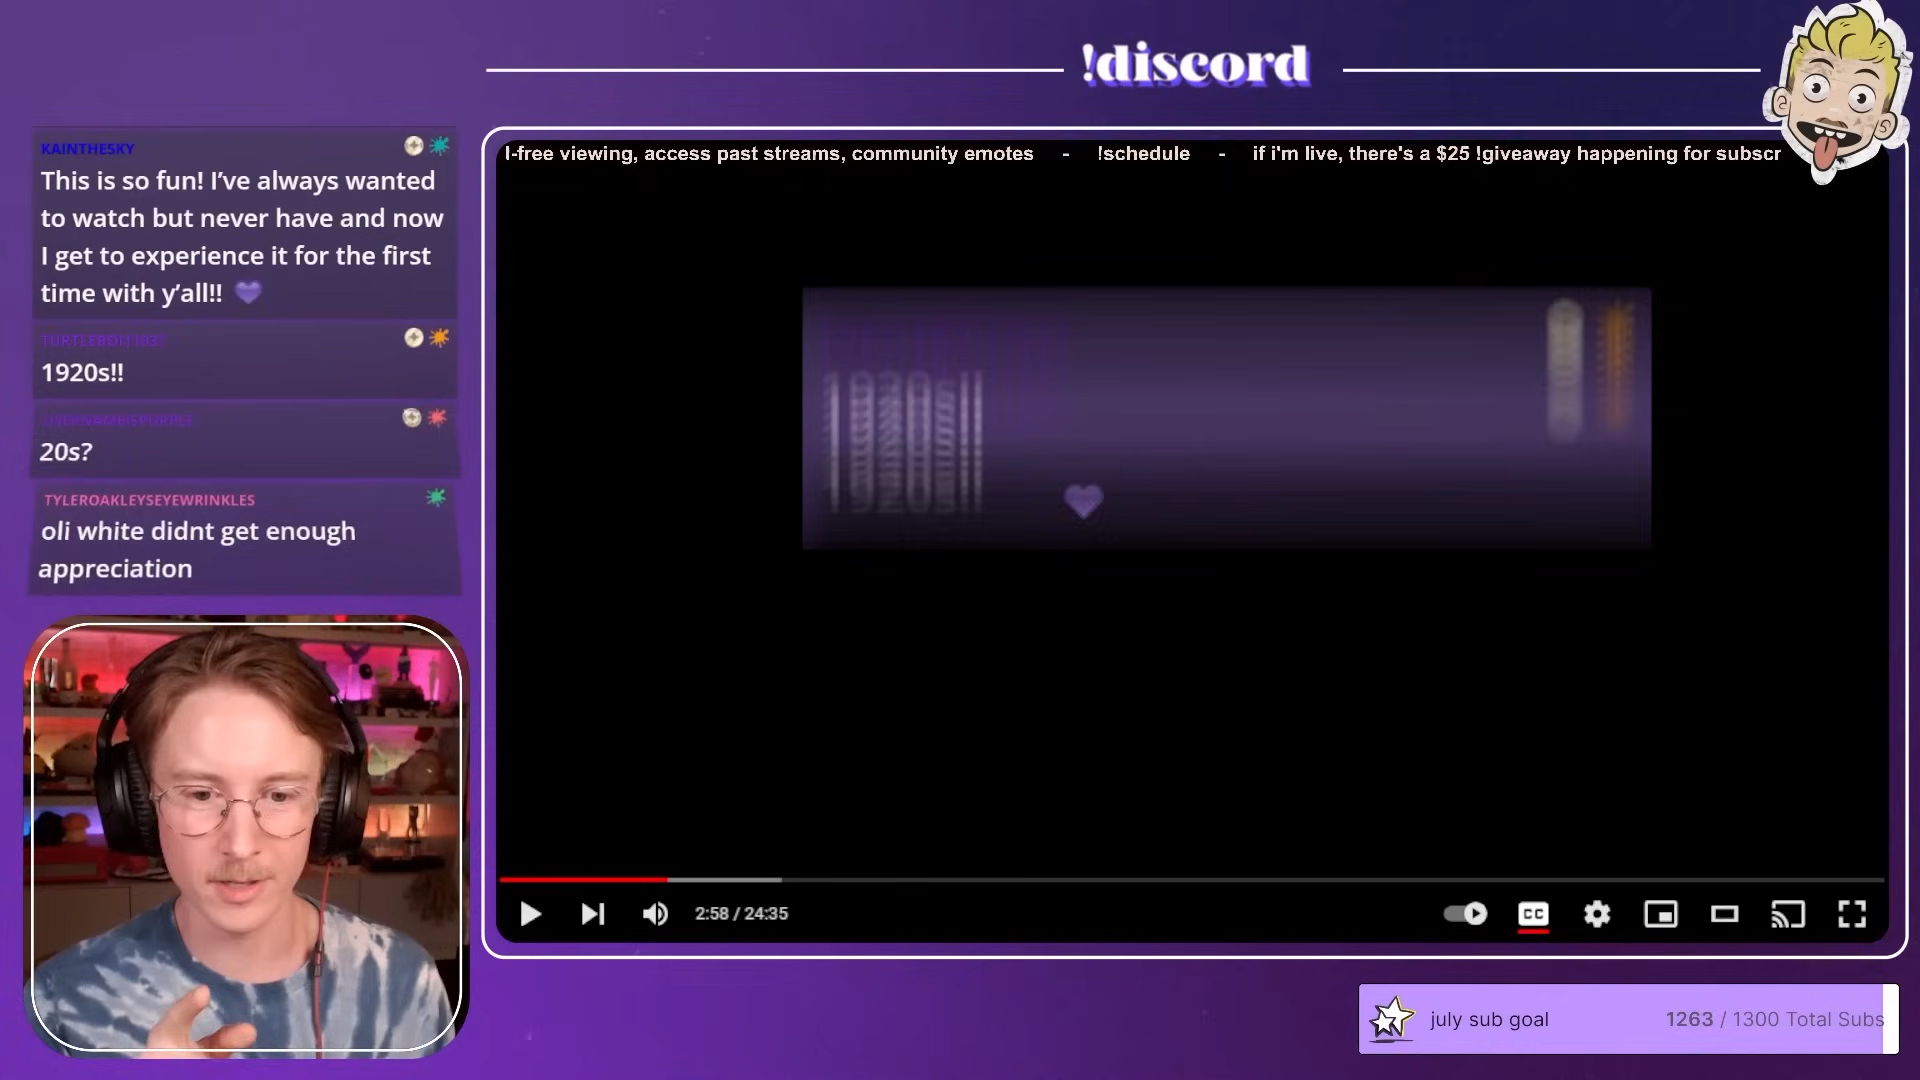 !discord
l-free viewing, access past streams, community emotes - !schedule - if i'm live, there's a $25 !giveaway happening for subscr
KAINTHESKY
This is so fun! I've always wanted
to watch but never have and now
I get to experience it for the first
time with y'all!!
1920s!!
20s?
TYLEROAKLEYSEYEWRINKLES
oli white didnt get enough
appreciation
1920s!!
2:58 / 24:35
CC
july sub goal
1263 / 1300 Total Subs